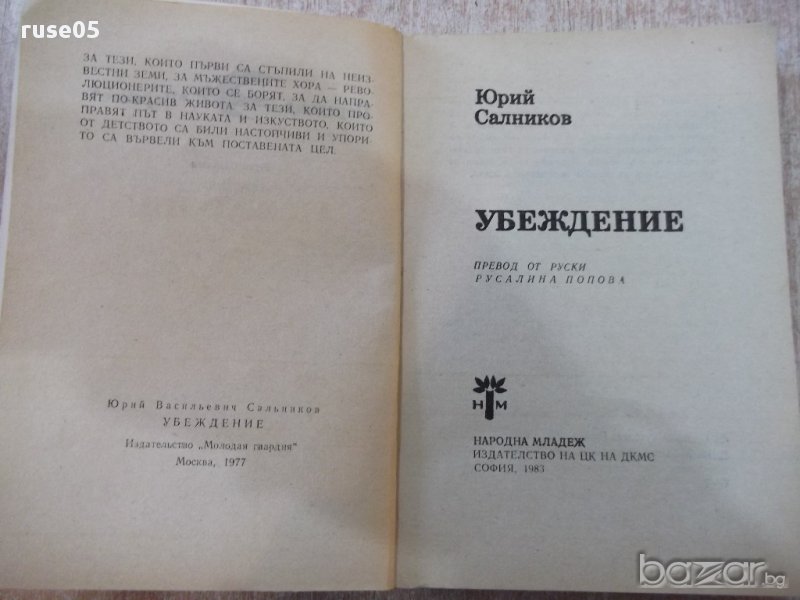 ruse05
ЗА ТЕЗИ, КОИТО ПЪРВИ СА СТЪПИЛИ НА НЕИЗ-
ВЕСТНИ ЗЕМИ, ЗА МЪЖЕСТВЕНИТЕ ХОРА — РЕВО-
ЛЮЦИОНЕРИТЕ, КОИТО СЕ БОРЯТ, ЗА ДА НАПРА-
ВЯТ ПО-КРАСИВ ЖИВОТА, ЗА ТЕЗИ, КОИТО ПРО-
ПРАВЯТ ПЪТ В НАУКАТА И ИЗКУСТВОТО, КОИТО
ОТ ДЕТСТВОТО СА БИЛИ НАСТОЙЧИВИ И УПОРИ-
ТО СА ВЪРВЕЛИ КЪМ ПОСТАВЕНАТА ЦЕЛ.
Юрий Васильевич Сальников
УБЕЖДЕНИЕ
Издательство „Молодая гвардия"
Москва, 1977
Юрий
Салников
УБЕЖДЕНИЕ
ПРЕВОД ОТ РУСКИ
РУСАЛИНА ПОПОВА
Н М
НАРОДНА МЛАДЕЖ
ИЗДАТЕЛСТВО НА ЦК НА ДКМС
СОФИЯ, 1983
bazar.bg